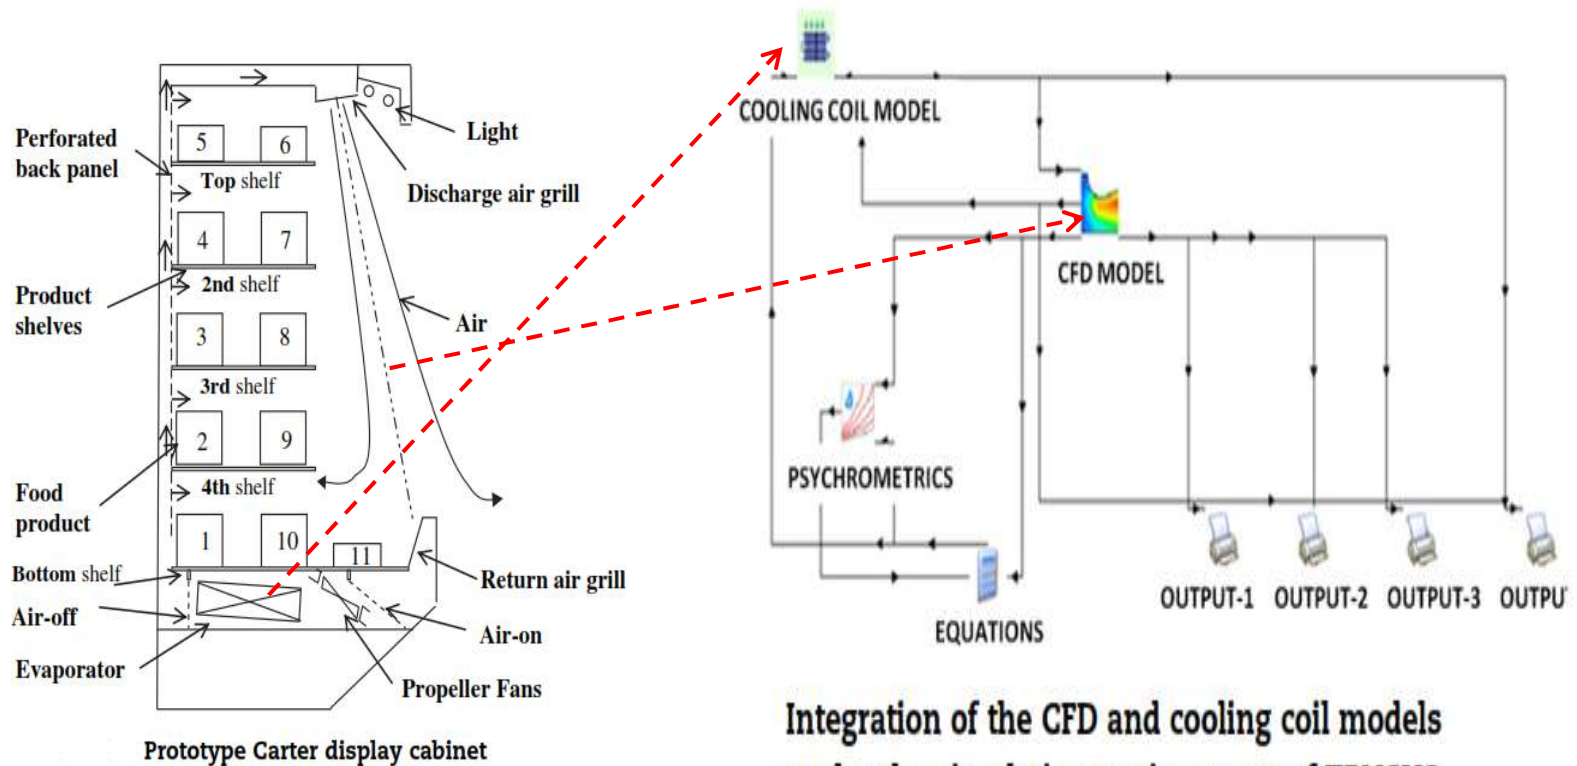 Perforated
back panel
5
6
Top shelf
Light
Discharge air grill
4
7
2nd shelf
Product
shelves
3
8
3rd shelf
Air
2
9
4th shelf
Food
product
1
10
11
Bottom shelf
Air-off
Evaporator
Return air grill
Air-on
Propeller Fans
Prototype Carter display cabinet
COOLING COIL MODEL
CFD MODEL
PSYCHROMETRICS
EQUATIONS
OUTPUT-1
OUTPUT-2
OUTPUT-3
OUTPU
Integration of the CFD and cooling coil models